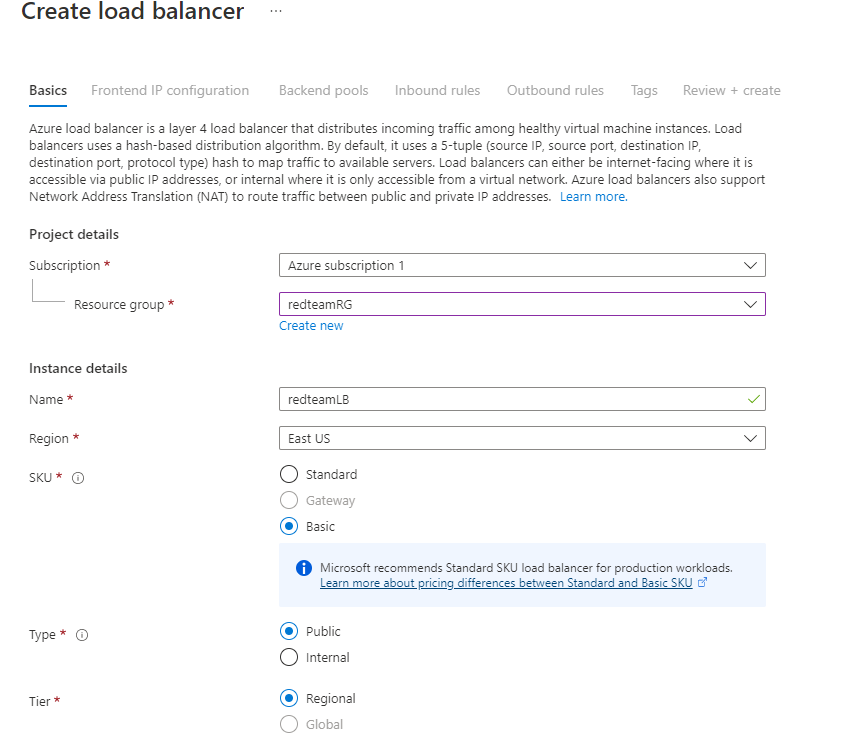 Create load balancer ...
Basics Frontend IP configuration Backend pools Inbound rules Outbound rules Tags Review + create
Azure load balancer is a layer 4 load balancer that distributes incoming traffic among healthy virtual machine instances. Load
balancers uses a hash-based distribution algorithm. By default, it uses a 5-tuple (source IP, source port, destination IP,
destination port, protocol type) hash to map traffic to available servers. Load balancers can either be internet-facing where it is
accessible via public IP addresses, or internal where it is only accessible from a virtual network. Azure load balancers also support
Network Address Translation (NAT) to route traffic between public and private IP addresses. Learn more.
Project details
Subscription * Azure subscription 1
Resource group * redteamRG
Create new
Instance details
Name * redteamLB
Region * East US
SKU * Standard
Gateway
Basic
Microsoft recommends Standard SKU load balancer for production workloads.
Learn more about pricing differences between Standard and Basic SKU
Type * Public
Internal
Tier * Regional
Global